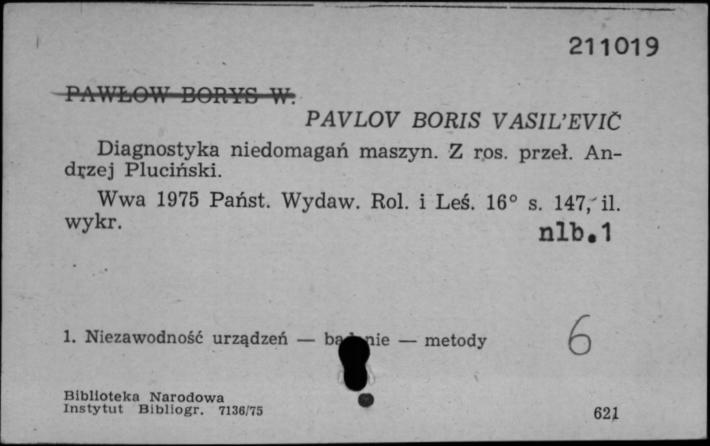 211019
PAWŁOW BORYS W.
PAVLOV BORIS VASIL'EVIČ
Diagnostyka niedomagań maszyn. Z ros. przeł. An-
drzej Pluciński.
Wwa 1975 Państ. Wydaw. Rol. i Leś. 16° s. 147, il.
wykr.
nlb.1
1. Niezawodność urządzeń — badanie — metody
6
Biblioteka Narodowa
Instytut Bibliogr. 7136/75
621